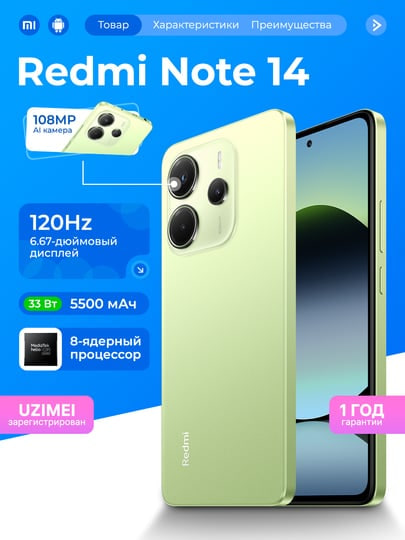 Товар Характеристики Преимущества
Redmi Note 14
108MP
AI камера
120Hz
6.67-дюймовый
дисплей
33 Вт 5500 мАч
MediaTek
8-ядерный
процессор
UZIMEI
зарегистрирован
1 ГОД
гарантии
Redmi